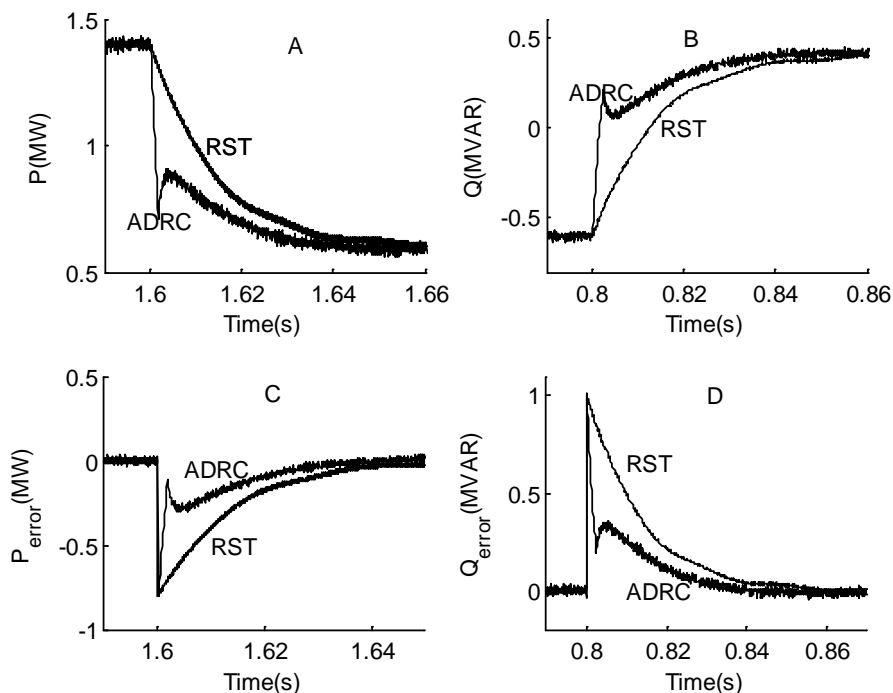 A
P(MW)
1.5
1
0.5
RST
ADRC
1.6
1.62
1.64
1.66
Time(s)
B
Q(MVAR)
0.5
0
-0.5
ADRC
RST
0.8
0.82
0.84
0.86
Time(s)
C
P_error(MW)
0.5
0
-0.5
-1
ADRC
RST
1.6
1.62
1.64
Time(s)
D
Q_error(MVAR)
1
0.5
0
RST
ADRC
0.8
0.82
0.84
0.86
Time(s)